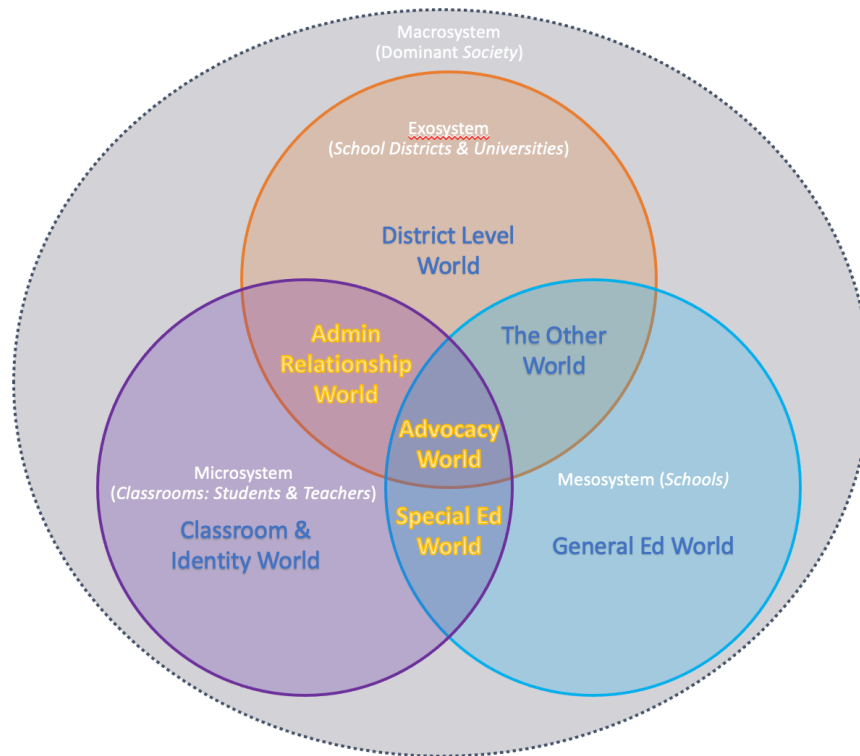 Macrosystem
(Dominant Society)
Exosystem
(School Districts & Universities)
District Level
World
Admin
Relationship
World
The Other
World
Advocacy
World
Microsystem
(Classrooms: Students & Teachers)
Mesosystem (Schools)
Classroom &
Identity World
Special Ed
World
General Ed World